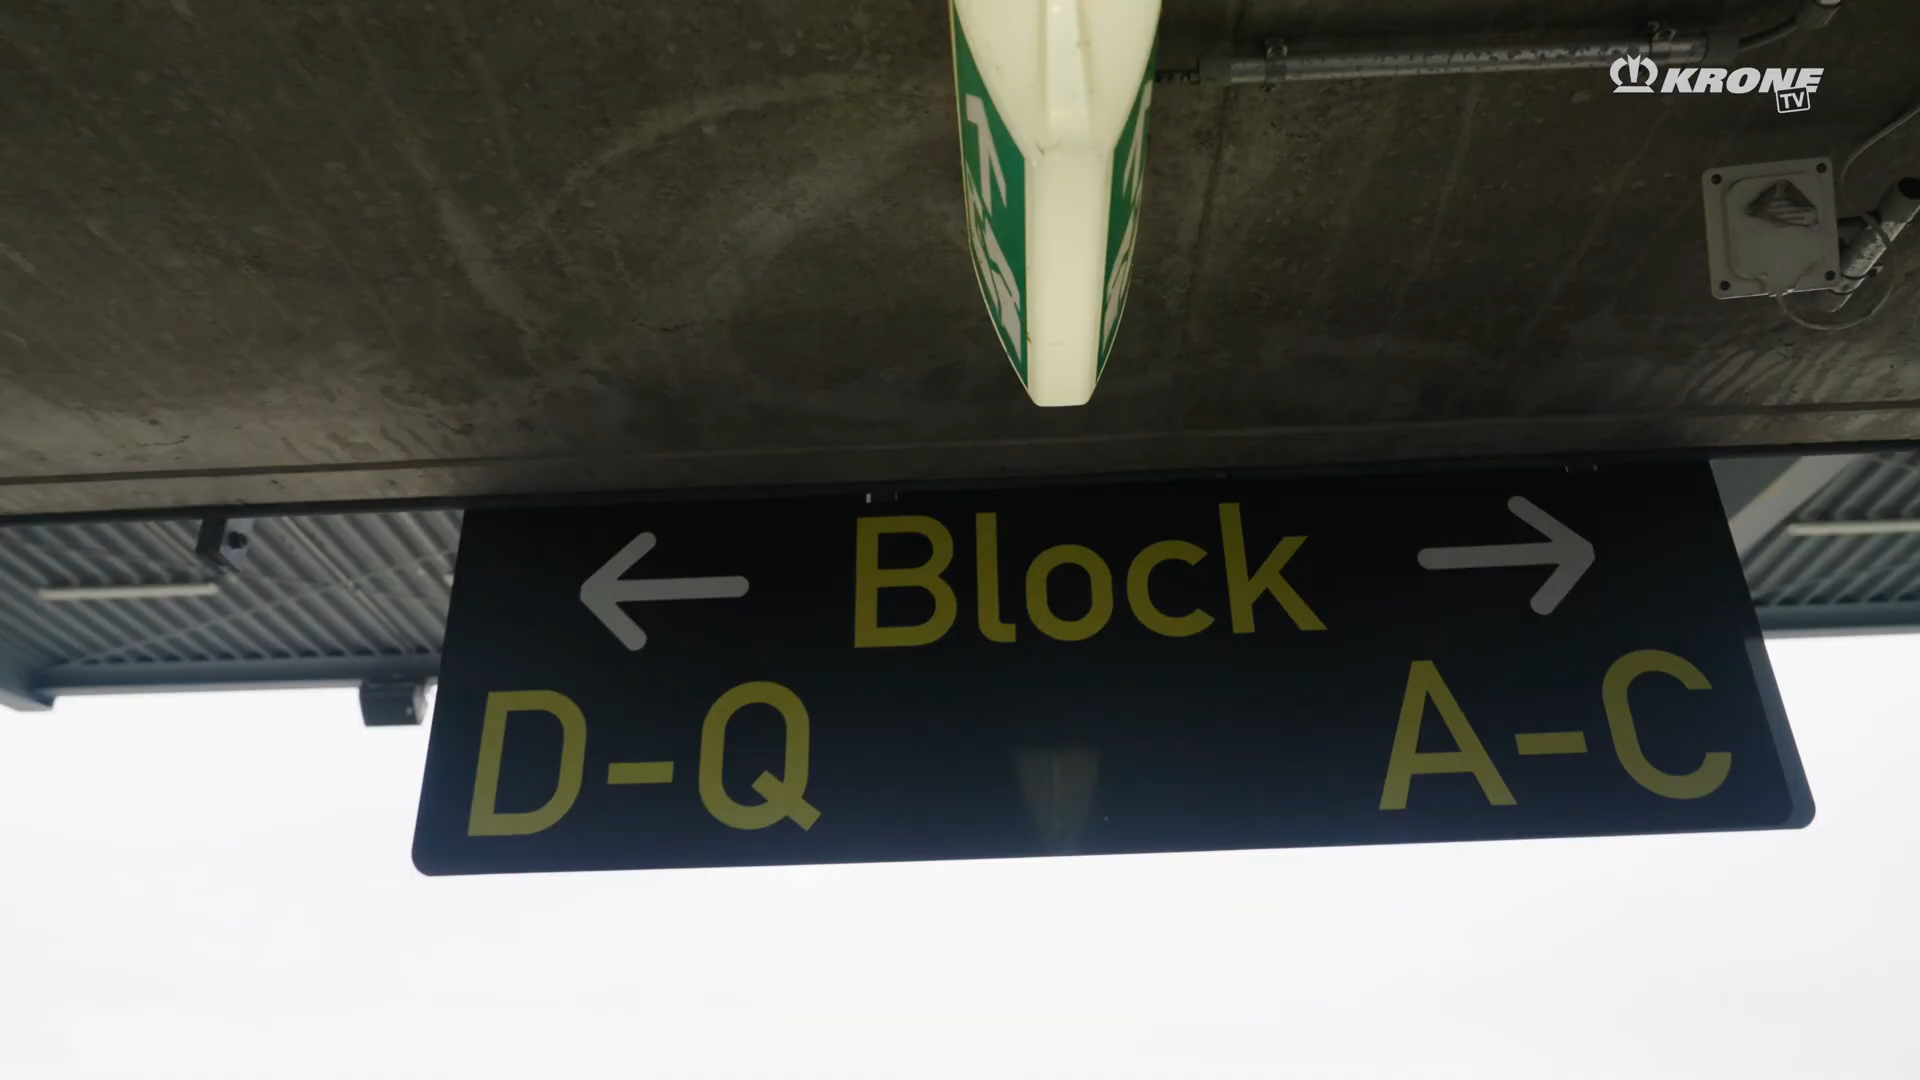 KRONE
TV
← Block →
D-Q A-C